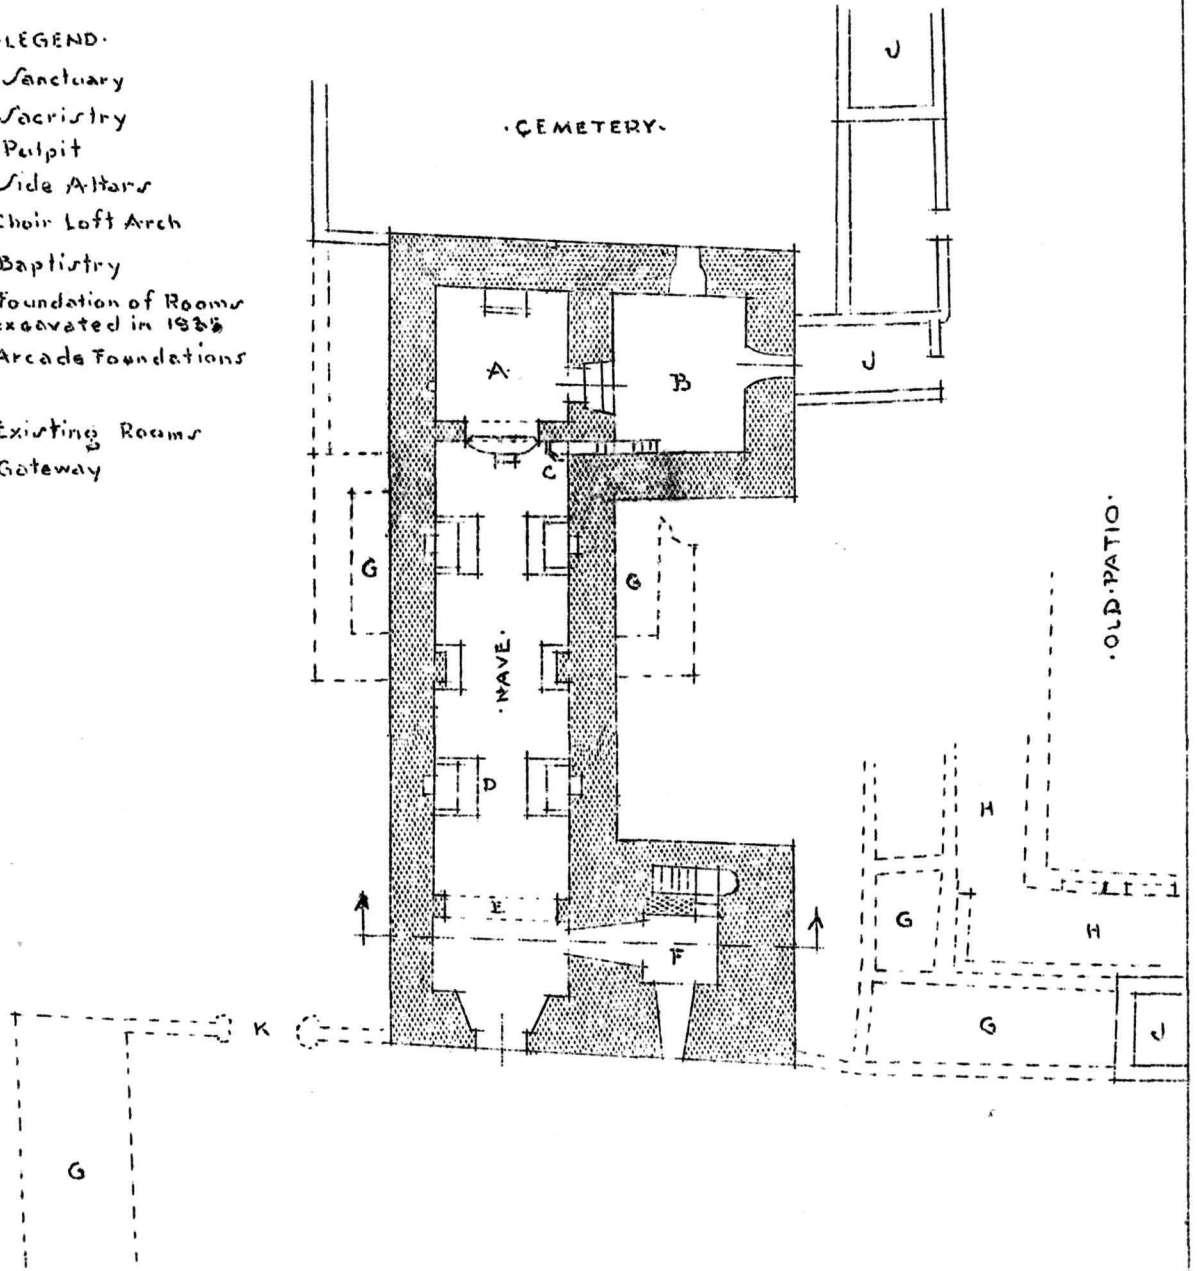 ·LEGEND·
Sanctuary
Sacristry
Pulpit
Side Altars
Choir Loft Arch
Baptistry
Foundation of Rooms
excavated in
Arcade Foundations
Existing Rooms
Gateway
·CEMETERY·
J
J
A
B
C
G
G
·NAVE·
D
·OLD·PATIO·
H
E
F
G
H
K
G
J
G